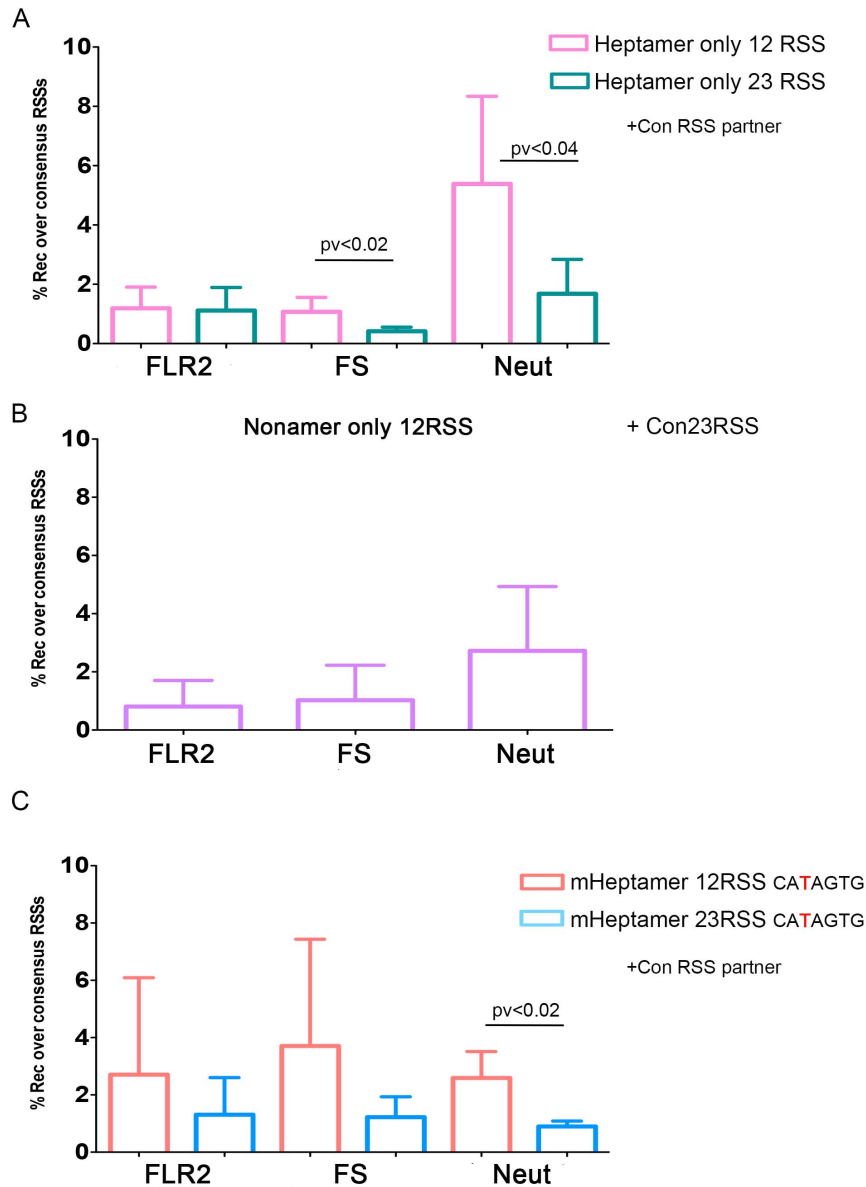 A
% Rec over consensus RSSs
10
8
6
4
2
0
Heptamer only 12 RSS
Heptamer only 23 RSS
+Con RSS partner
pv<0.04
pv<0.02
FLR2
FS
Neut
B
Nonamer only 12RSS
+ Con23RSS
% Rec over consensus RSSs
10
8
6
4
2
0
FLR2
FS
Neut
C
% Rec over consensus RSSs
10
8
6
4
2
0
mHeptamer 12RSS CATAGTG
mHeptamer 23RSS CATAGTG
+Con RSS partner
pv<0.02
FLR2
FS
Neut